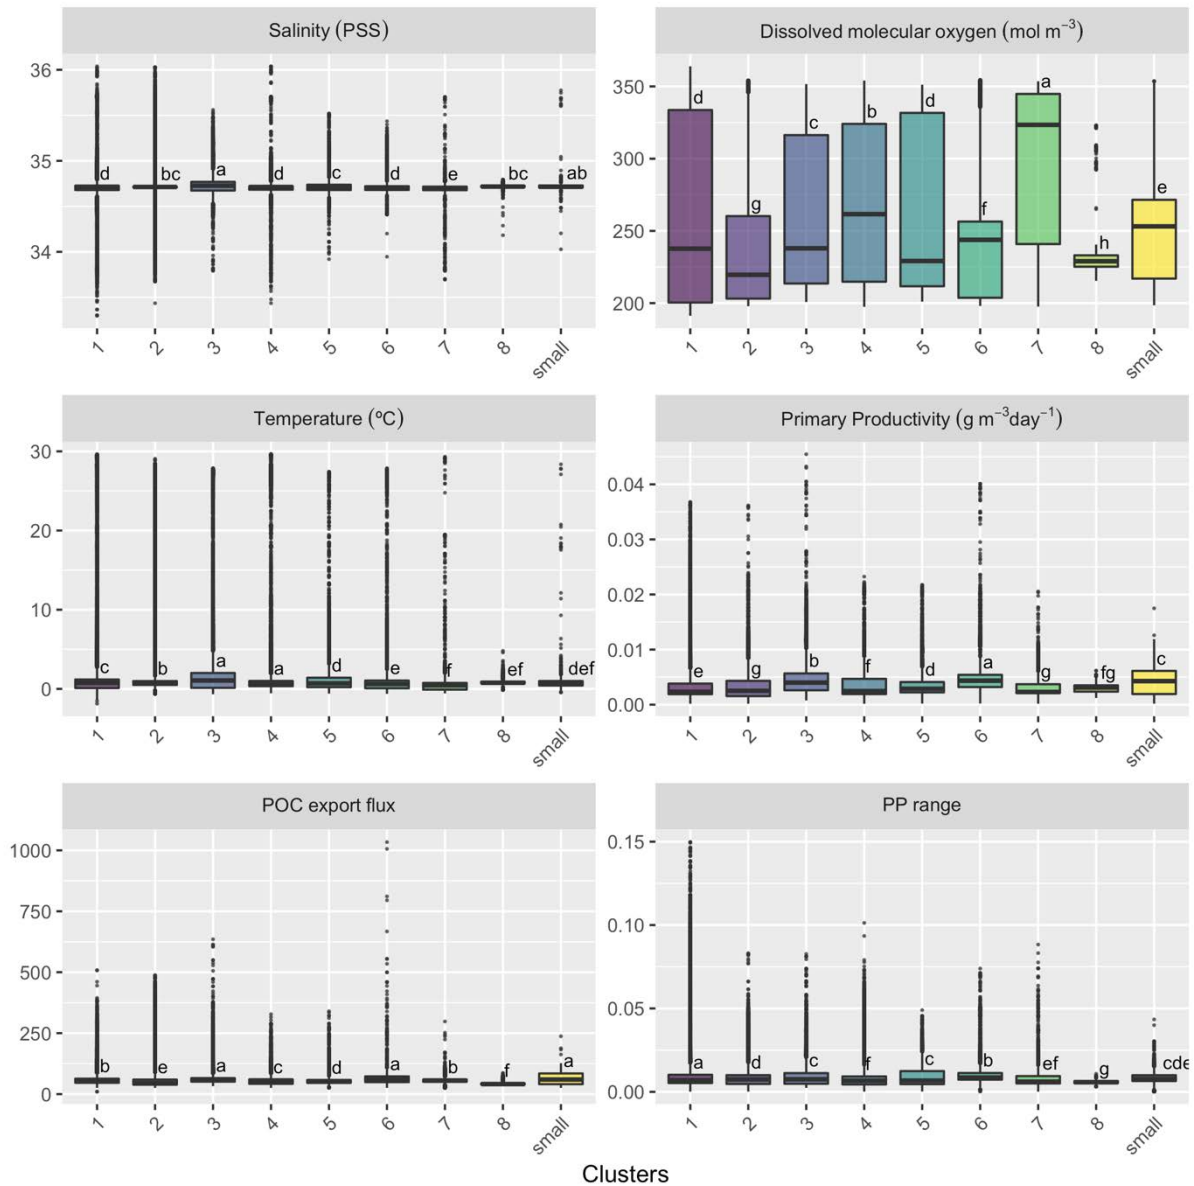 Salinity (PSS)
36
35
34
d bc a d c d e bc ab
1 2 3 4 5 6 7 8 small
Dissolved molecular oxygen (mol m⁻³)
350
300
250
200
d g c b d f a h e
1 2 3 4 5 6 7 8 small
Temperature (ºC)
30
20
10
0
c b a a d e f ef def
1 2 3 4 5 6 7 8 small
Primary Productivity (g m⁻³day⁻¹)
0.04
0.03
0.02
0.01
0.00
e g b f d a g fg c
1 2 3 4 5 6 7 8 small
POC export flux
1000
750
500
250
0
b e a c d a b f a
1 2 3 4 5 6 7 8 small
PP range
0.15
0.10
0.05
0.00
a d c f c b ef g cde
1 2 3 4 5 6 7 8 small
Clusters